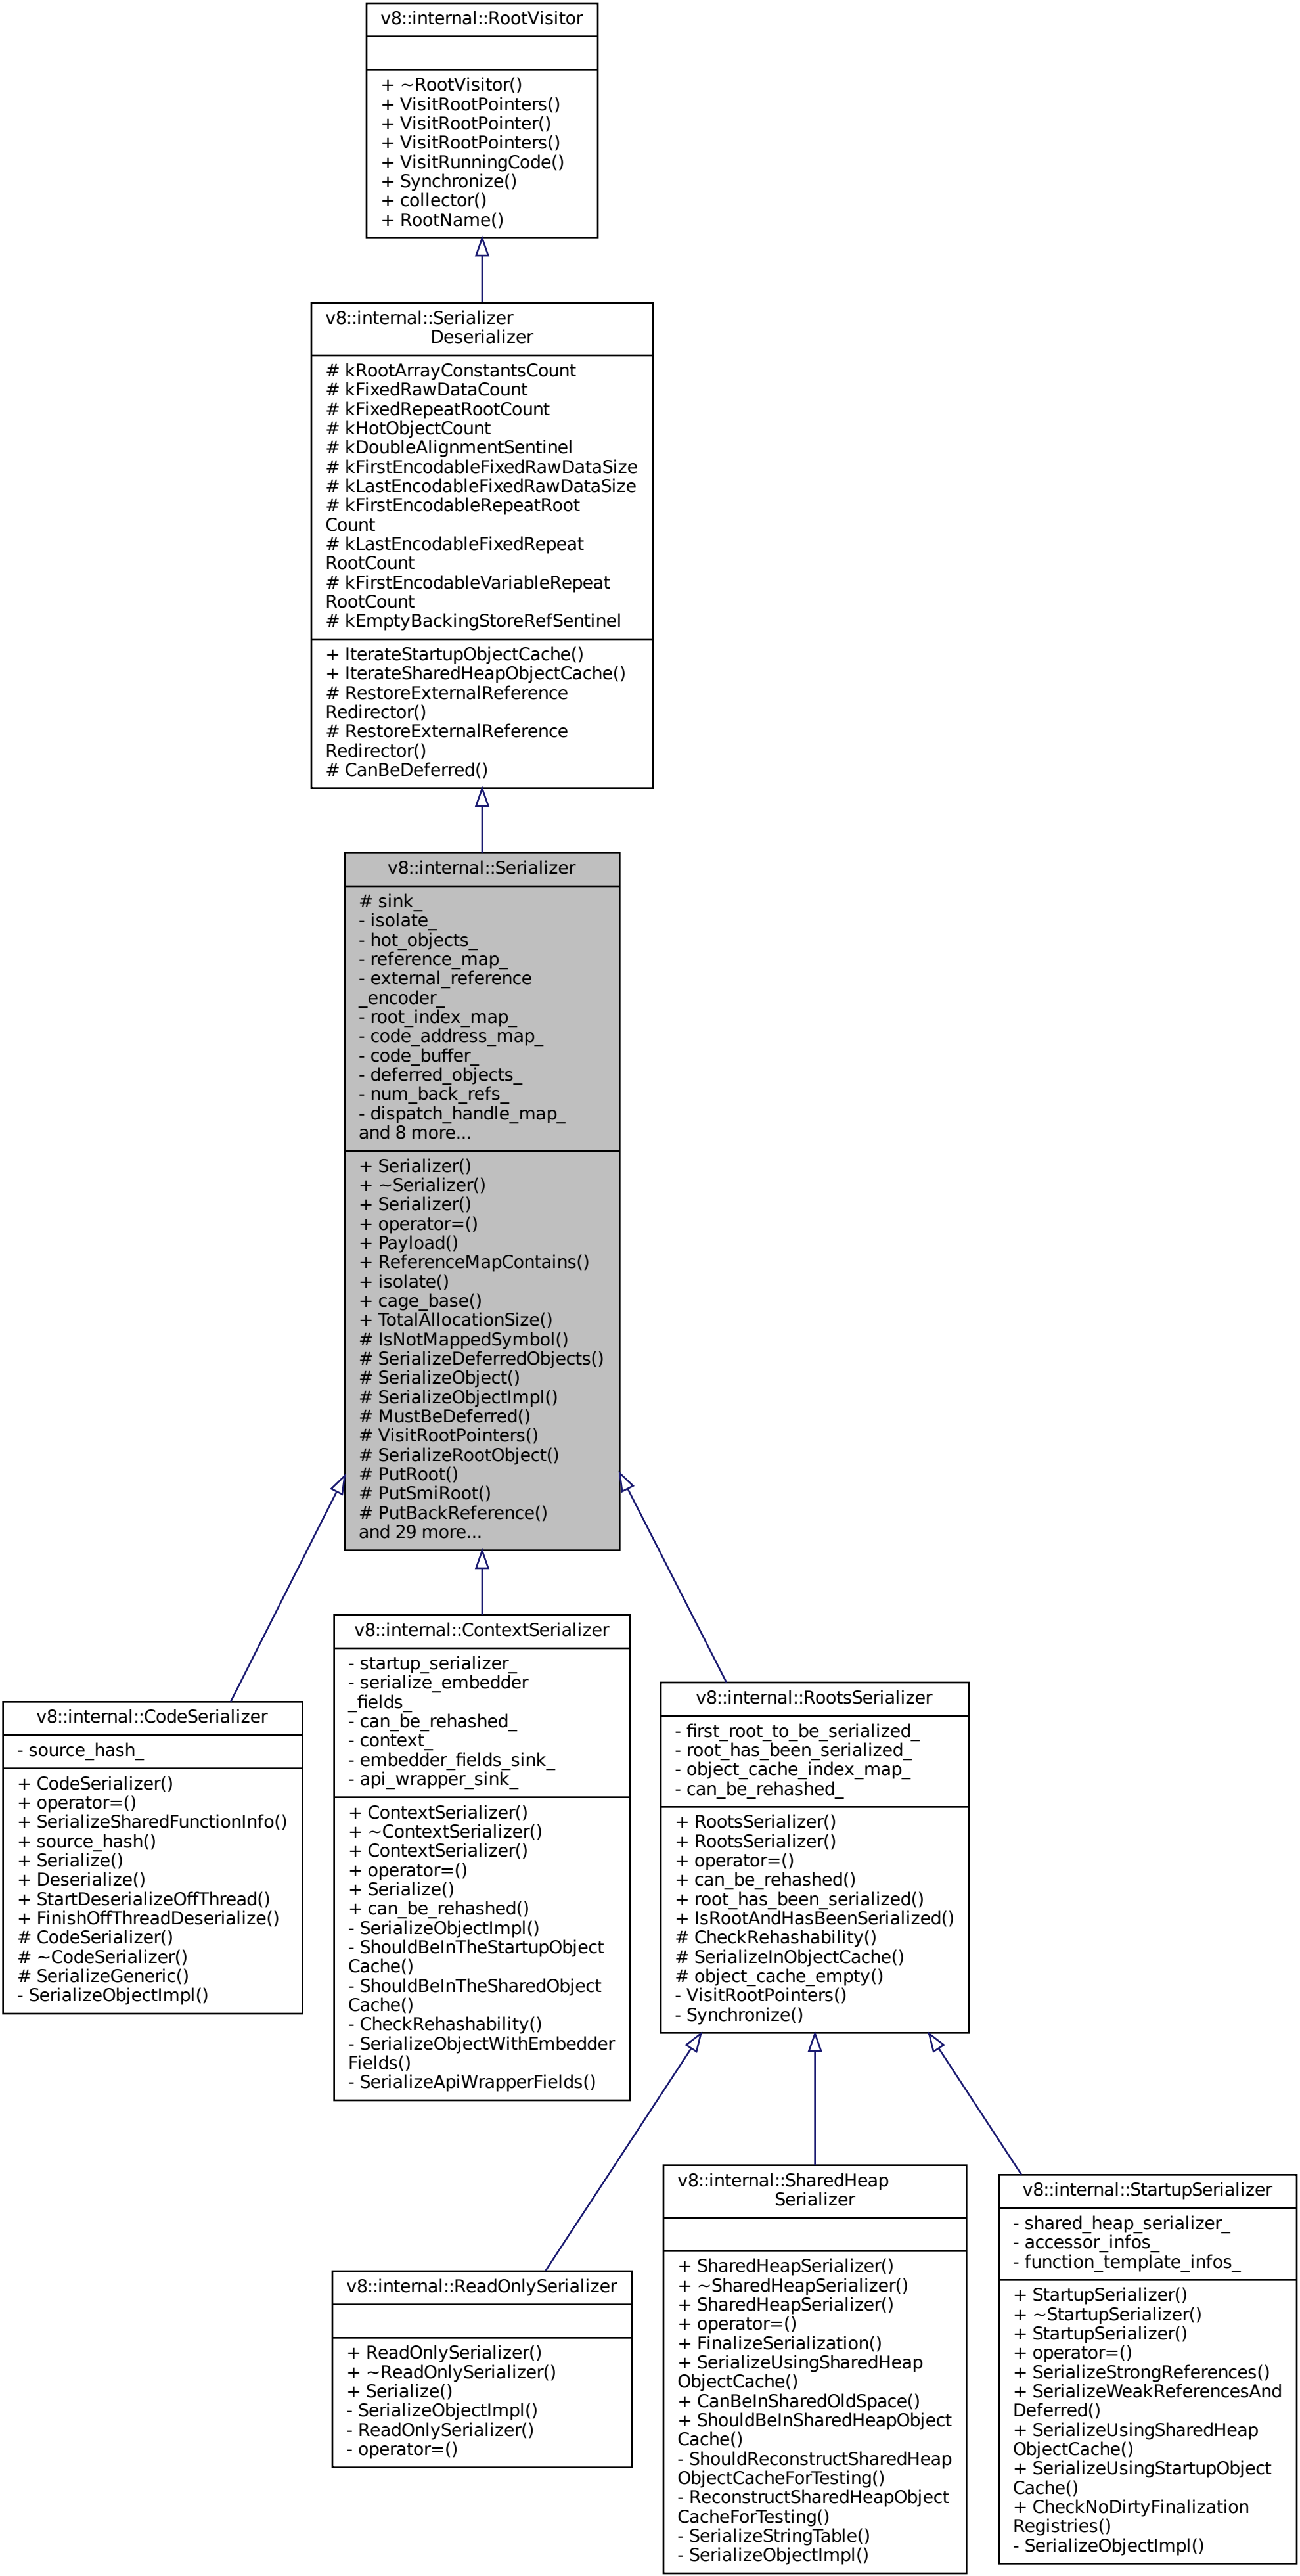 v8::internal::RootVisitor
+ ~RootVisitor()
+ VisitRootPointers()
+ VisitRootPointer()
+ VisitRootPointers()
+ VisitRunningCode()
+ Synchronize()
+ collector()
+ RootName()
v8::internal::Serializer
Deserializer
# kRootArrayConstantsCount
# kFixedRawDataCount
# kFixedRepeatRootCount
# kHotObjectCount
# kDoubleAlignmentSentinel
# kFirstEncodableFixedRawDataSize
# kLastEncodableFixedRawDataSize
# kFirstEncodableRepeatRoot
Count
# kLastEncodableFixedRepeat
RootCount
# kFirstEncodableVariableRepeat
RootCount
# kEmptyBackingStoreRefSentinel
+ IterateStartupObjectCache()
+ IterateSharedHeapObjectCache()
# RestoreExternalReference
Redirector()
# RestoreExternalReference
Redirector()
# CanBeDeferred()
v8::internal::Serializer
# sink_
- isolate_
- hot_objects_
- reference_map_
- external_reference
_encoder_
- root_index_map_
- code_address_map_
- code_buffer_
- deferred_objects_
- num_back_refs_
- dispatch_handle_map_
and 8 more...
+ Serializer()
+ ~Serializer()
+ Serializer()
+ operator=()
+ Payload()
+ ReferenceMapContains()
+ isolate()
+ cage_base()
+ TotalAllocationSize()
# IsNotMappedSymbol()
# SerializeDeferredObjects()
# SerializeObject()
# SerializeObjectImpl()
# MustBeDeferred()
# VisitRootPointers()
# SerializeRootObject()
# PutRoot()
# PutSmiRoot()
# PutBackReference()
and 29 more...
v8::internal::CodeSerializer
- source_hash_
+ CodeSerializer()
+ operator=()
+ SerializeSharedFunctionInfo()
+ source_hash()
+ Serialize()
+ Deserialize()
+ StartDeserializeOffThread()
+ FinishOffThreadDeserialize()
# CodeSerializer()
# ~CodeSerializer()
# SerializeGeneric()
- SerializeObjectImpl()
v8::internal::ContextSerializer
- startup_serializer_
- serialize_embedder
_fields_
- can_be_rehashed_
- context_
- embedder_fields_sink_
- api_wrapper_sink_
+ ContextSerializer()
+ ~ContextSerializer()
+ ContextSerializer()
+ operator=()
+ Serialize()
+ can_be_rehashed()
- SerializeObjectImpl()
- ShouldBeInTheStartupObject
Cache()
- ShouldBeInTheSharedObject
Cache()
- CheckRehashability()
- SerializeObjectWithEmbedder
Fields()
- SerializeApiWrapperFields()
v8::internal::RootsSerializer
- first_root_to_be_serialized_
- root_has_been_serialized_
- object_cache_index_map_
- can_be_rehashed_
+ RootsSerializer()
+ RootsSerializer()
+ operator=()
+ can_be_rehashed()
+ root_has_been_serialized()
+ IsRootAndHasBeenSerialized()
# CheckRehashability()
# SerializeInObjectCache()
# object_cache_empty()
- VisitRootPointers()
- Synchronize()
v8::internal::ReadOnlySerializer
+ ReadOnlySerializer()
+ ~ReadOnlySerializer()
+ Serialize()
- SerializeObjectImpl()
- ReadOnlySerializer()
- operator=()
v8::internal::SharedHeap
Serializer
+ SharedHeapSerializer()
+ ~SharedHeapSerializer()
+ SharedHeapSerializer()
+ operator=()
+ FinalizeSerialization()
+ SerializeUsingSharedHeap
ObjectCache()
+ CanBeInSharedOldSpace()
+ ShouldBeInSharedHeapObject
Cache()
- ShouldReconstructSharedHeap
ObjectCacheForTesting()
- ReconstructSharedHeapObject
CacheForTesting()
- SerializeStringTable()
- SerializeObjectImpl()
v8::internal::StartupSerializer
- shared_heap_serializer_
- accessor_infos_
- function_template_infos_
+ StartupSerializer()
+ ~StartupSerializer()
+ StartupSerializer()
+ operator=()
+ SerializeStrongReferences()
+ SerializeWeakReferencesAnd
Deferred()
+ SerializeUsingSharedHeap
ObjectCache()
+ SerializeUsingStartupObject
Cache()
+ CheckNoDirtyFinalization
Registries()
- SerializeObjectImpl()